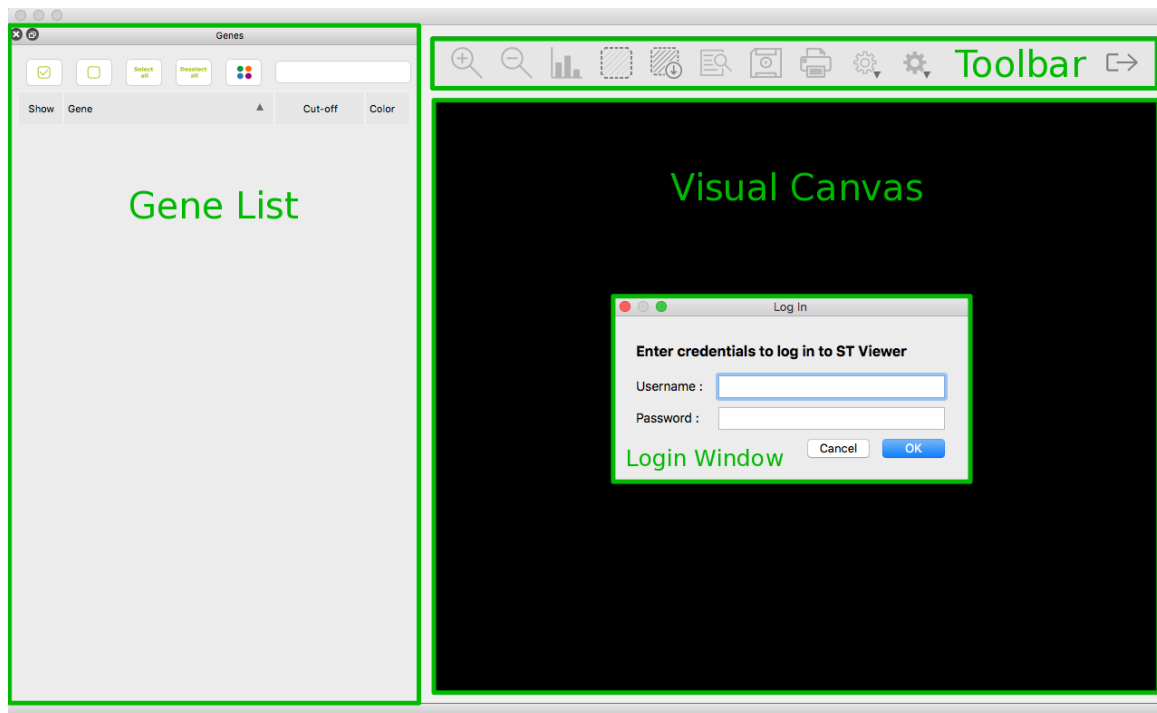 Genes
Select all
Deselect all
Show Gene Cut-off Color
Gene List
Toolbar
Visual Canvas
Log In
Enter credentials to log in to ST Viewer
Username :
Password :
Cancel OK
Login Window